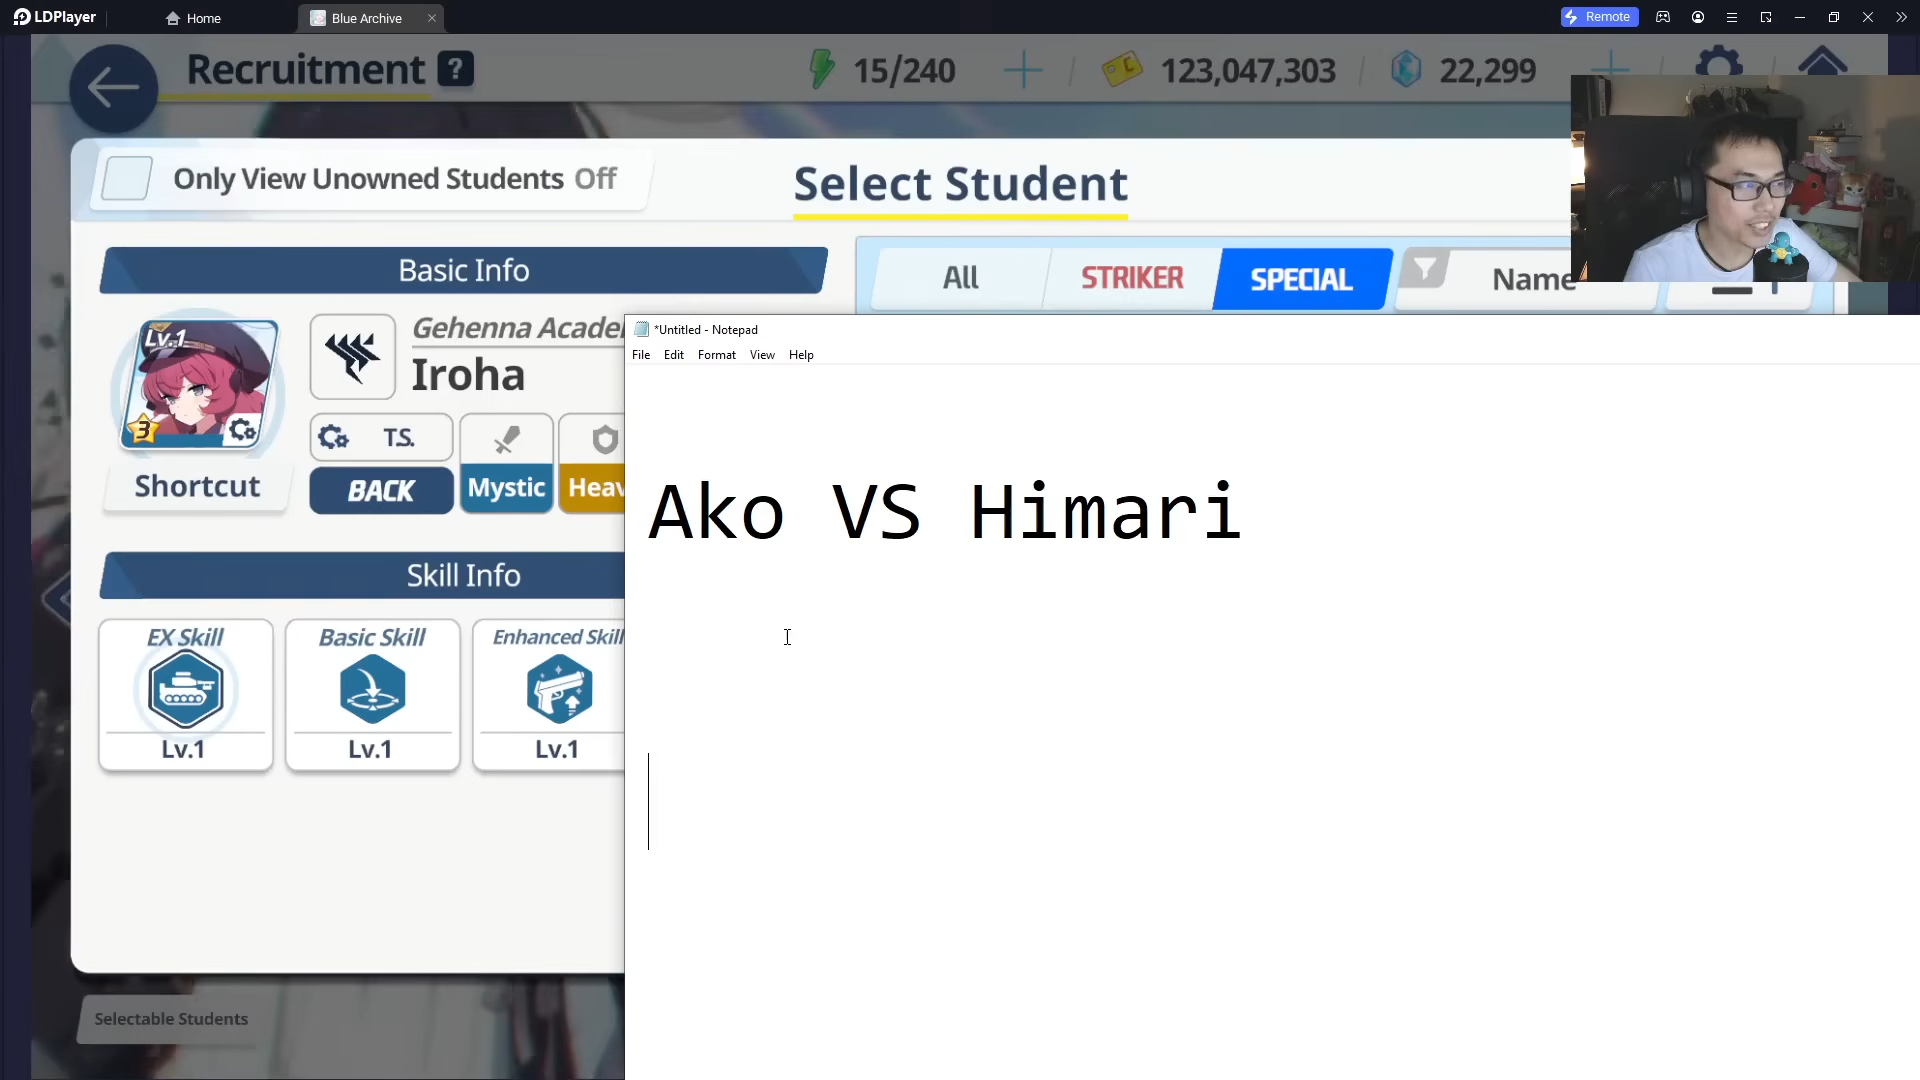 LDPlayer
Home
Blue Archive
Remote
Recruitment ?
15/240
123,047,303
22,299
Only View Unowned Students Off
Select Student
Basic Info
All
STRIKER
SPECIAL
Name
Lv.1
3
Shortcut
Gehenna Acade
Iroha
T.S.
BACK
Mystic
Hea
*Untitled - Notepad
File Edit Format View Help
Ako VS Himari
Skill Info
EX Skill
Lv.1
Basic Skill
Lv.1
Enhanced Skill
Lv.1
Selectable Students